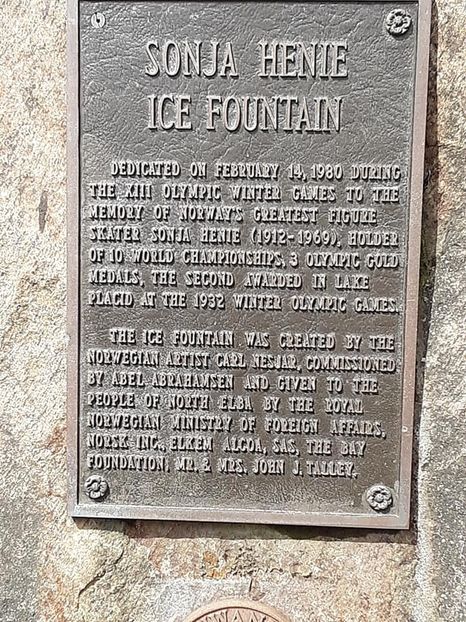 SONJA HENIE
ICE FOUNTAIN
DEDICATED ON FEBRUARY 14, 1980 DURING
THE XIII OLYMPIC WINTER GAMES TO THE
MEMORY OF NORWAY'S GREATEST FIGURE
SKATER SONJA HENIE (1912-1969), HOLDER
OF 10 WORLD CHAMPIONSHIPS, 3 OLYMPIC GOLD
MEDALS, THE SECOND AWARDED IN LAKE
PLACID AT THE 1932 WINTER OLYMPIC GAMES.
THE ICE FOUNTAIN WAS CREATED BY THE
NORWEGIAN ARTIST CARL NESJAR, COMMISSIONED
BY ABEL ABRAHAMSEN AND GIVEN TO THE
PEOPLE OF NORTH ELBA BY THE ROYAL
NORWEGIAN MINISTRY OF FOREIGN AFFAIRS,
NORSK INC., ELKEM ALCOA, SAS, THE BAY
FOUNDATION, MR. & MRS. JOHN J. TALLEY.